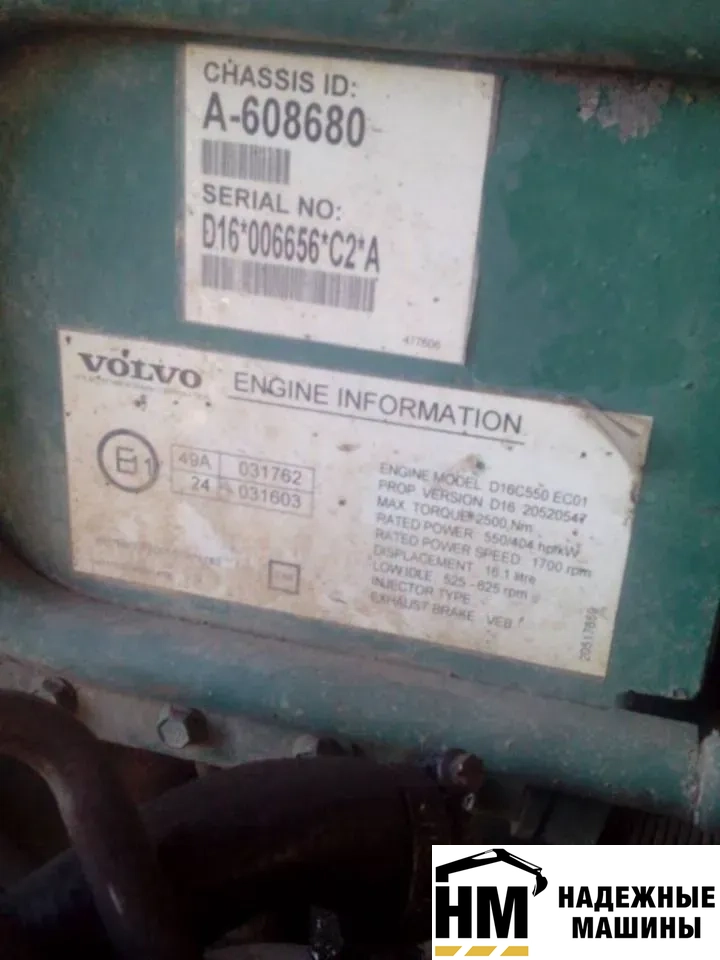 CHASSIS ID:
A-608680
SERIAL NO:
D16*006656*C2*A
477606
VOLVO
ENGINE INFORMATION
E11
49A 031762
24 031603
ENGINE MODEL D16C550 EC01
PROP. VERSION D16 20520547
MAX. TORQUE 2500 Nm
RATED POWER 550/404 hp/kW
RATED POWER SPEED 1700 rpm
DISPLACEMENT 16.1 litre
LOW IDLE 525 - 625 rpm
INJECTOR TYPE
EXHAUST BRAKE VEB
20517859
НМ
НАДЕЖНЫЕ
МАШИНЫ